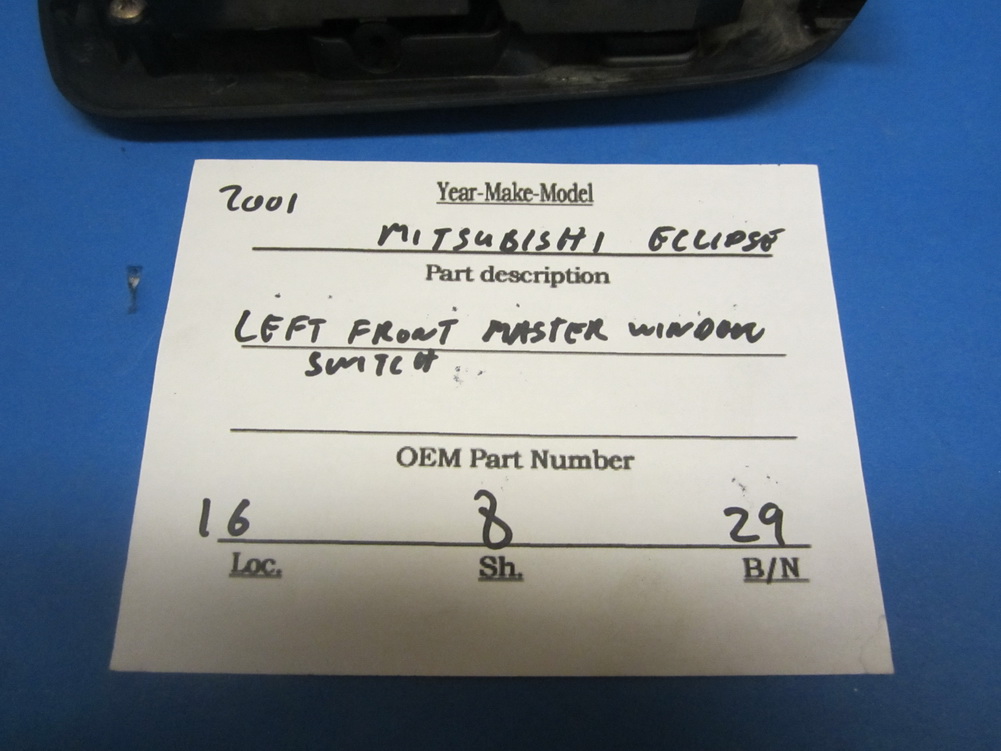 Year-Make-Model
2001 MITSUBISHI ECLIPSE
Part description
LEFT FRONT MASTER WINDOW
SWITCH
OEM Part Number
16 8 29
Loc. Sh. B/N